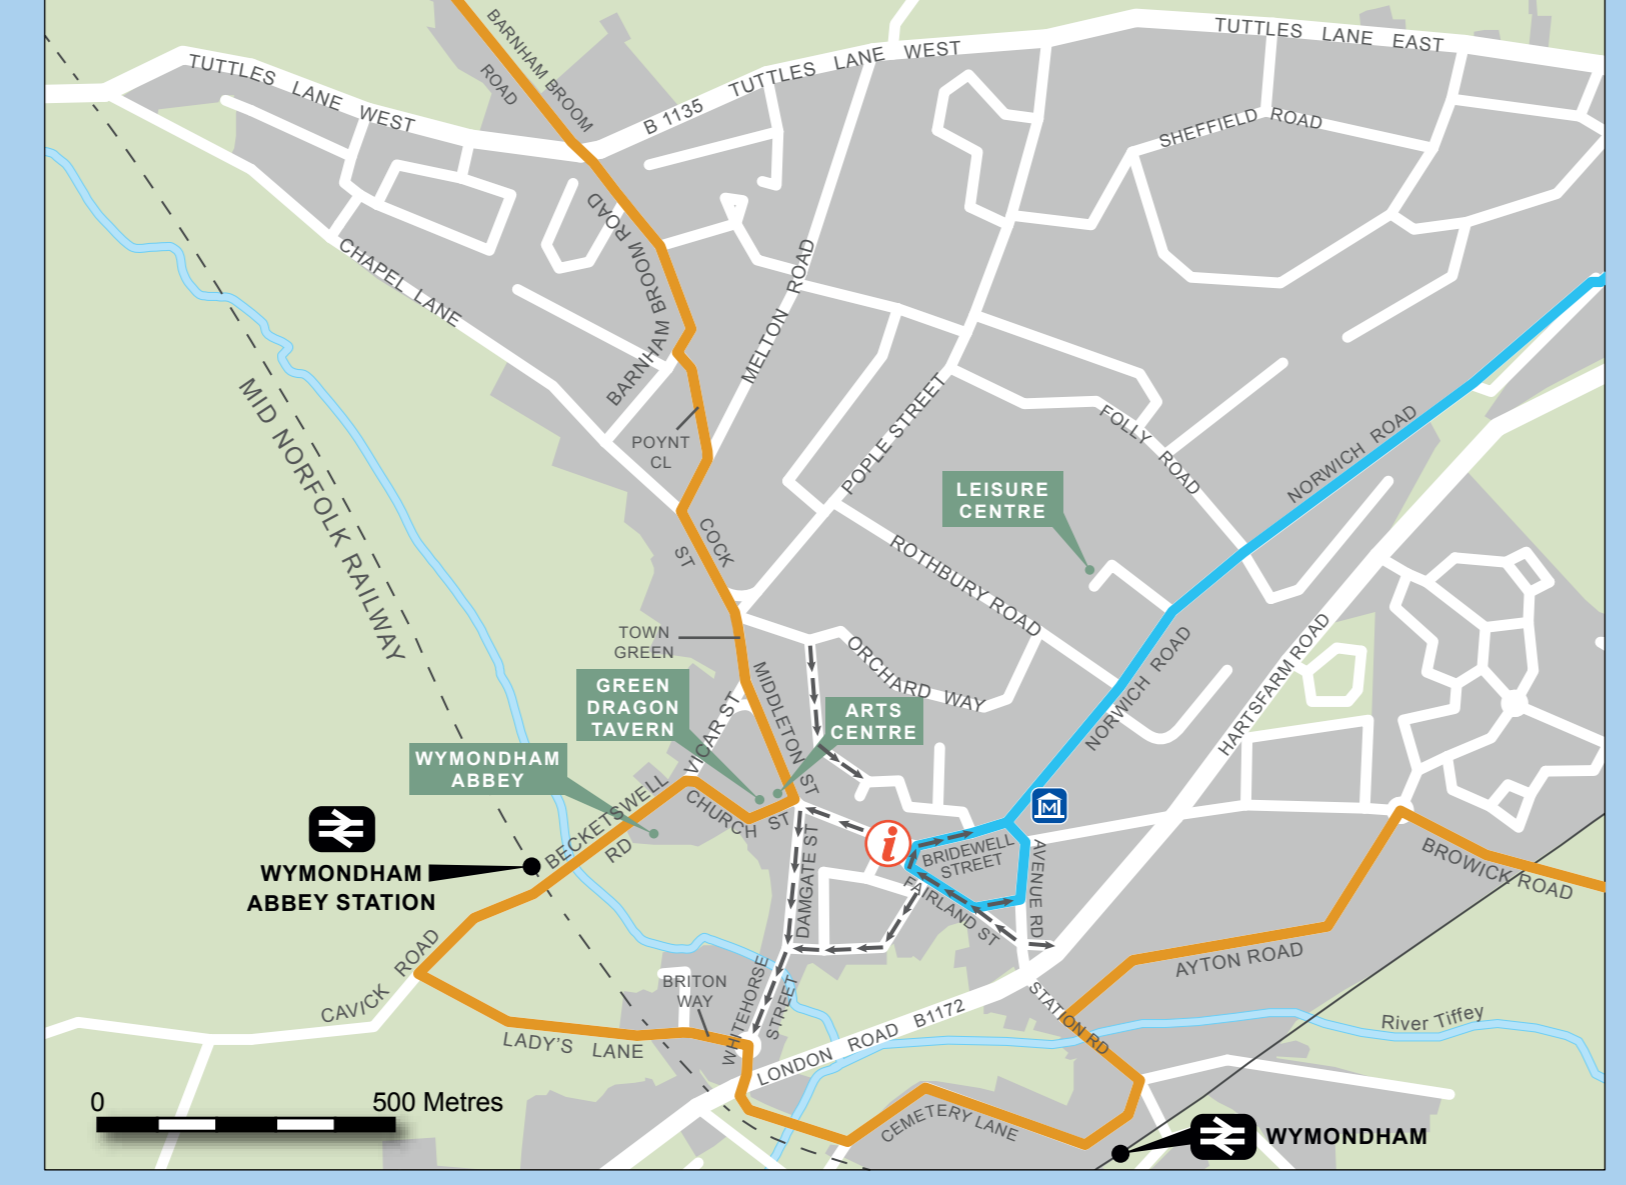 BARNHAM BROOM
ROAD
TUTTLES LANE WEST
B 1135
TUTTLES LANE WEST
TUTTLES LANE EAST
SHEFFIELD ROAD
BARNHAM BROOM ROAD
CHAPEL LANE
MELTON ROAD
BARNHAM
POYNT
CL
POPLE STREET
FOLLY ROAD
NORWICH ROAD
LEISURE
CENTRE
MID NORFOLK RAILWAY
COCK
ST
ROTHBURY ROAD
TOWN
GREEN
ORCHARD WAY
NORWICH ROAD
HARTSFARM ROAD
GREEN
DRAGON
TAVERN
VICAR ST
MIDDLETON ST
ARTS
CENTRE
WYMONDHAM
ABBEY
BECKETSWELL
RD
CHURCH ST
M
i
BRIDEWELL
STREET
FAIRLAND ST
AVENUE RD
DAMGATE ST
BROWICK ROAD
WYMONDHAM
ABBEY STATION
CAVICK ROAD
AYTON ROAD
BRITON
WAY
WHITEHORSE
STREET
LADY'S LANE
LONDON ROAD B1172
STATION RD
River Tiffey
0 500 Metres
CEMETERY LANE
WYMONDHAM